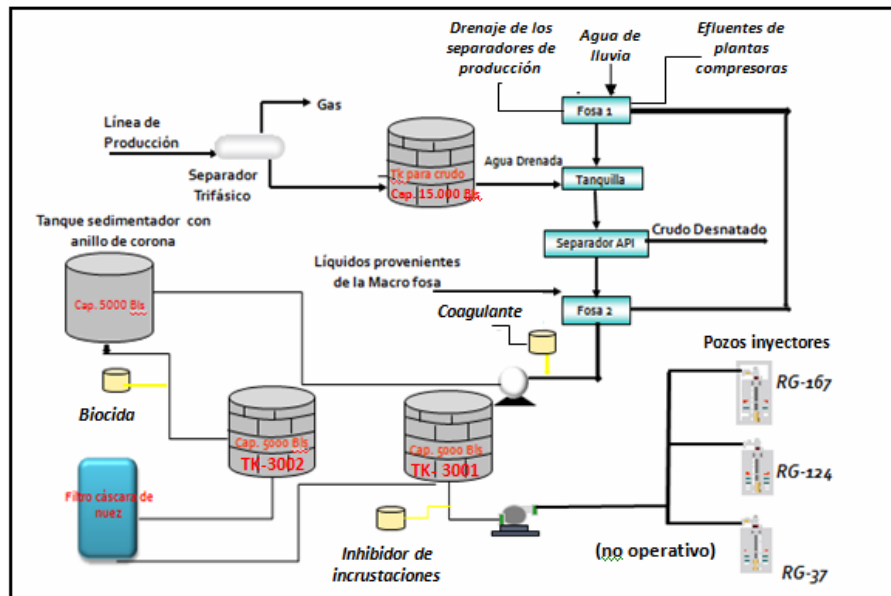 Drenaje de los
separadores de
producción
Agua de
lluvia
Efluentes de
plantas
compresoras
Gas
Fosa 1
Línea de
Producción
Separador
Trifásico
Tk para crudo
Cap. 15.000 Bls
Agua Drenada
Tanquilla
Separador API
Crudo Desnatado
Tanque sedimentador con
anillo de corona
Cap. 5000 Bls
Líquidos provenientes
de la Macro fosa
Fosa 2
Coagulante
Pozos inyectores
RG-167
Biocida
Cap. 5000 Bls
TK-3002
Cap. 5000 Bls
TK- 3001
RG-124
Filtro cáscara de
nuez
Inhibidor de
incrustaciones
(no operativo)
RG-37